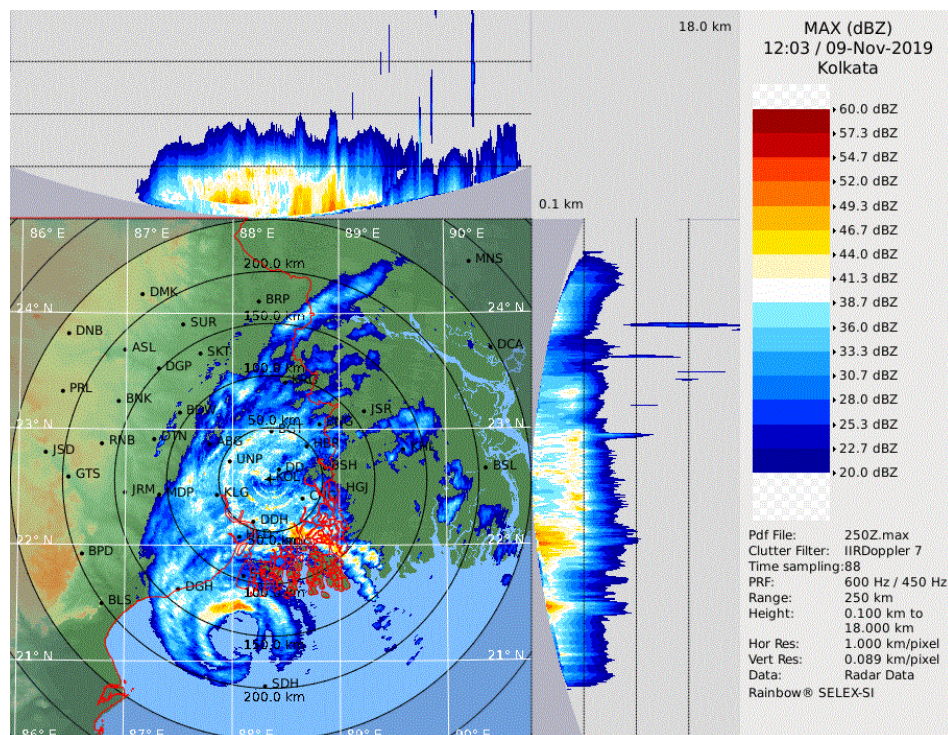 18.0 km
0.1 km
MAX (dBZ)
12:03 / 09-Nov-2019
Kolkata
60.0 dBZ
57.3 dBZ
54.7 dBZ
52.0 dBZ
49.3 dBZ
46.7 dBZ
44.0 dBZ
41.3 dBZ
38.7 dBZ
36.0 dBZ
33.3 dBZ
30.7 dBZ
28.0 dBZ
25.3 dBZ
22.7 dBZ
20.0 dBZ
86° E
87° E
88° E
89° E
90° E
MNS
200.0 km
DMK
BRP
24° N
24° N
150.0 km
SUR
DNB
ASL
SKT
DCA
DGP
100.0 km
PRL
BNK
JSR
23° N
50.0 km
23° N
RNB
JSD
ABG
UNP
DD
BSH
BSL
GTS
KOL
JRM
MDP
KLG
HGJ
DOH
22° N
22° N
BPD
DGH
100.0 km
BLS
150.0 km
21° N
21° N
SDH
200.0 km
Pdf File: 250Z.max
Clutter Filter: IIRDoppler 7
Time sampling:88
PRF: 600 Hz / 450 Hz
Range: 250 km
Height: 0.100 km to
18.000 km
Hor Res: 1.000 km/pixel
Vert Res: 0.089 km/pixel
Data: Radar Data
Rainbow® SELEX-SI